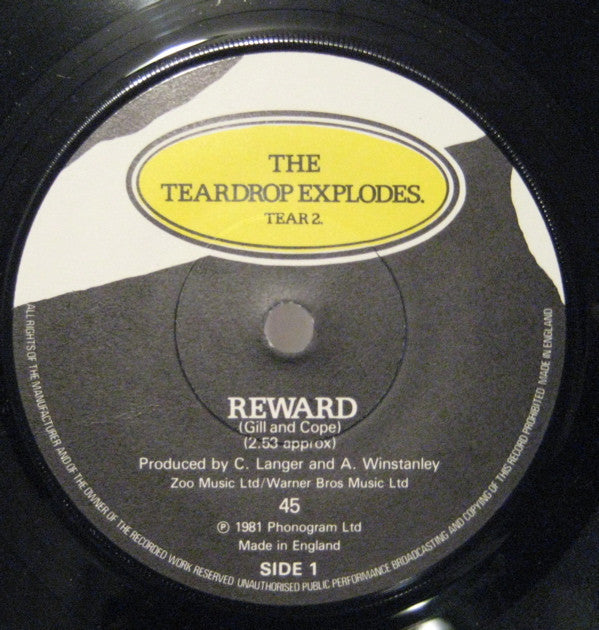 THE
TEARDROP EXPLODES.
TEAR 2.
REWARD
(Gill and Cope)
(2.53 approx)
Produced by C. Langer and A. Winstanley
Zoo Music Ltd/Warner Bros Music Ltd
45
℗ 1981 Phonogram Ltd
Made in England
SIDE 1
ALL RIGHTS OF THE MANUFACTURER AND OF THE OWNER OF THE RECORDED WORK RESERVED UNAUTHORISED PUBLIC PERFORMANCE BROADCASTING AND COPYING OF THIS RECORD PROHIBITED MADE IN ENGLAND